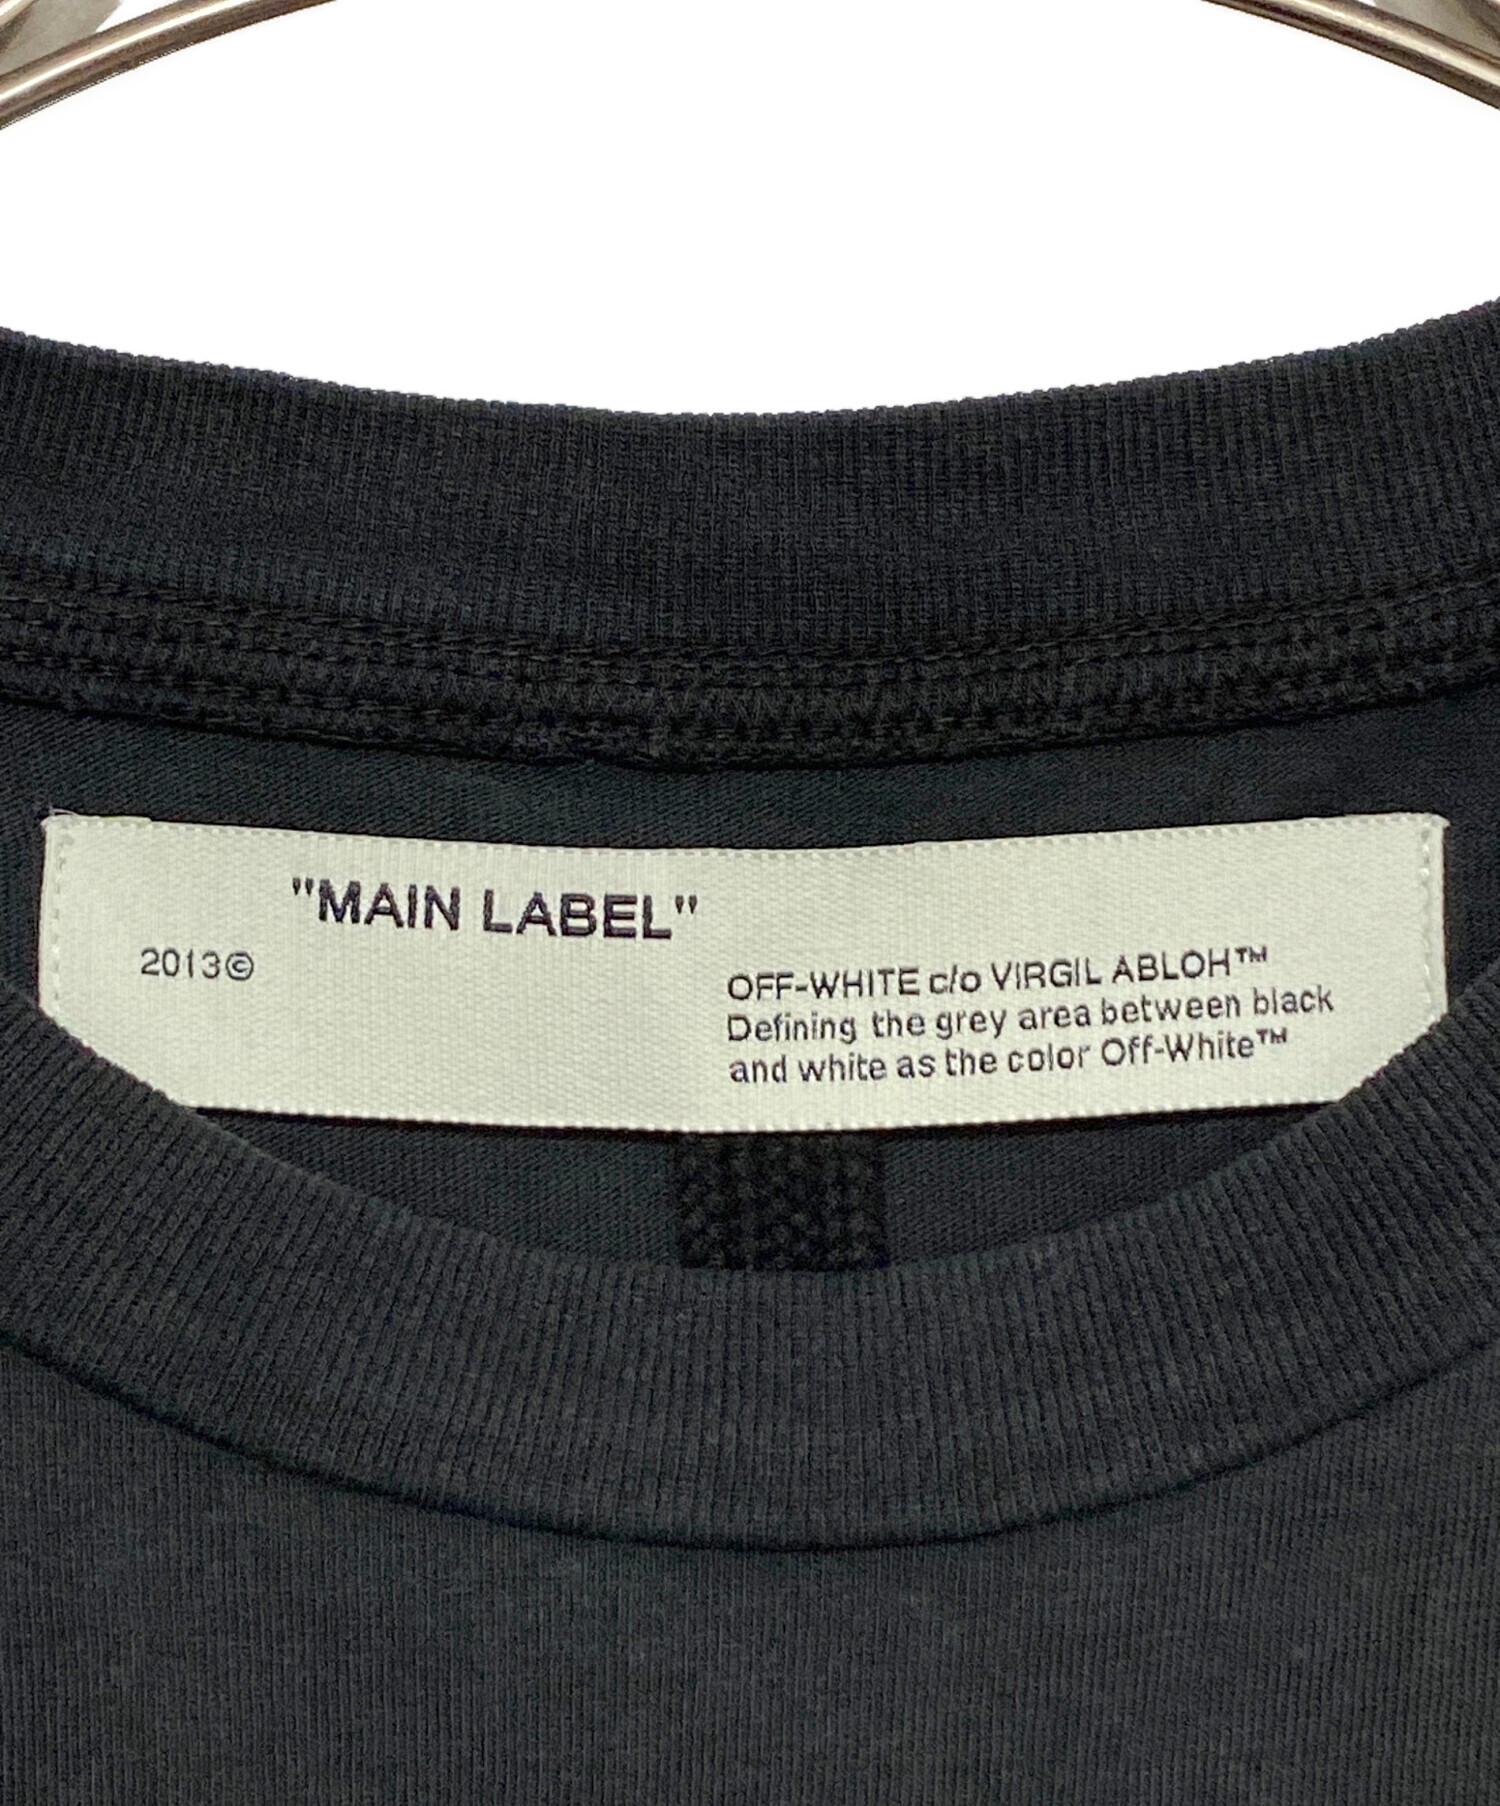 "MAIN LABEL"
2013©
OFF-WHITE c/o VIRGIL ABLOH™
Defining the grey area between black
and white as the color Off-White™